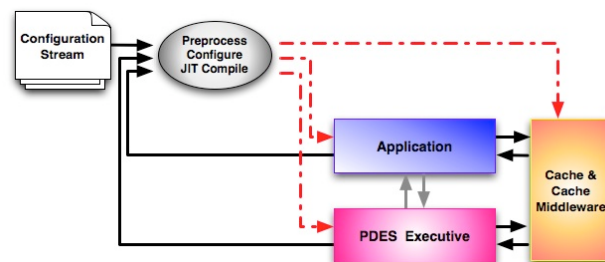 Configuration
Stream
Preprocess
Configure
JIT Compile
Application
Cache &
Cache
Middleware
PDES Executive